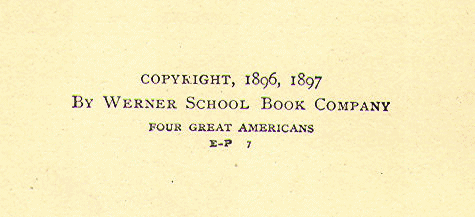 COPYRIGHT, 1896, 1897
BY WERNER SCHOOL BOOK COMPANY
FOUR GREAT AMERICANS
E-P 7